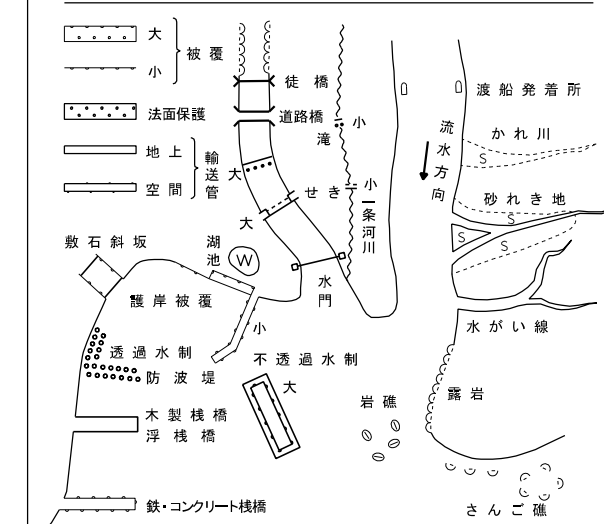 大
小
被覆
法面保護
地上
空間
輸送管
徒橋
道路橋
小
滝
大
せき
小
大
一条河川
水門
流水方向
渡船発着所
かれ川
S
砂れき地
S
S
S
水がい線
敷石斜坂
湖池
W
護岸被覆
小
透過水制
防波堤
不透過水制
大
木製桟橋
浮桟橋
岩礁
露岩
鉄・コンクリート桟橋
さんご礁